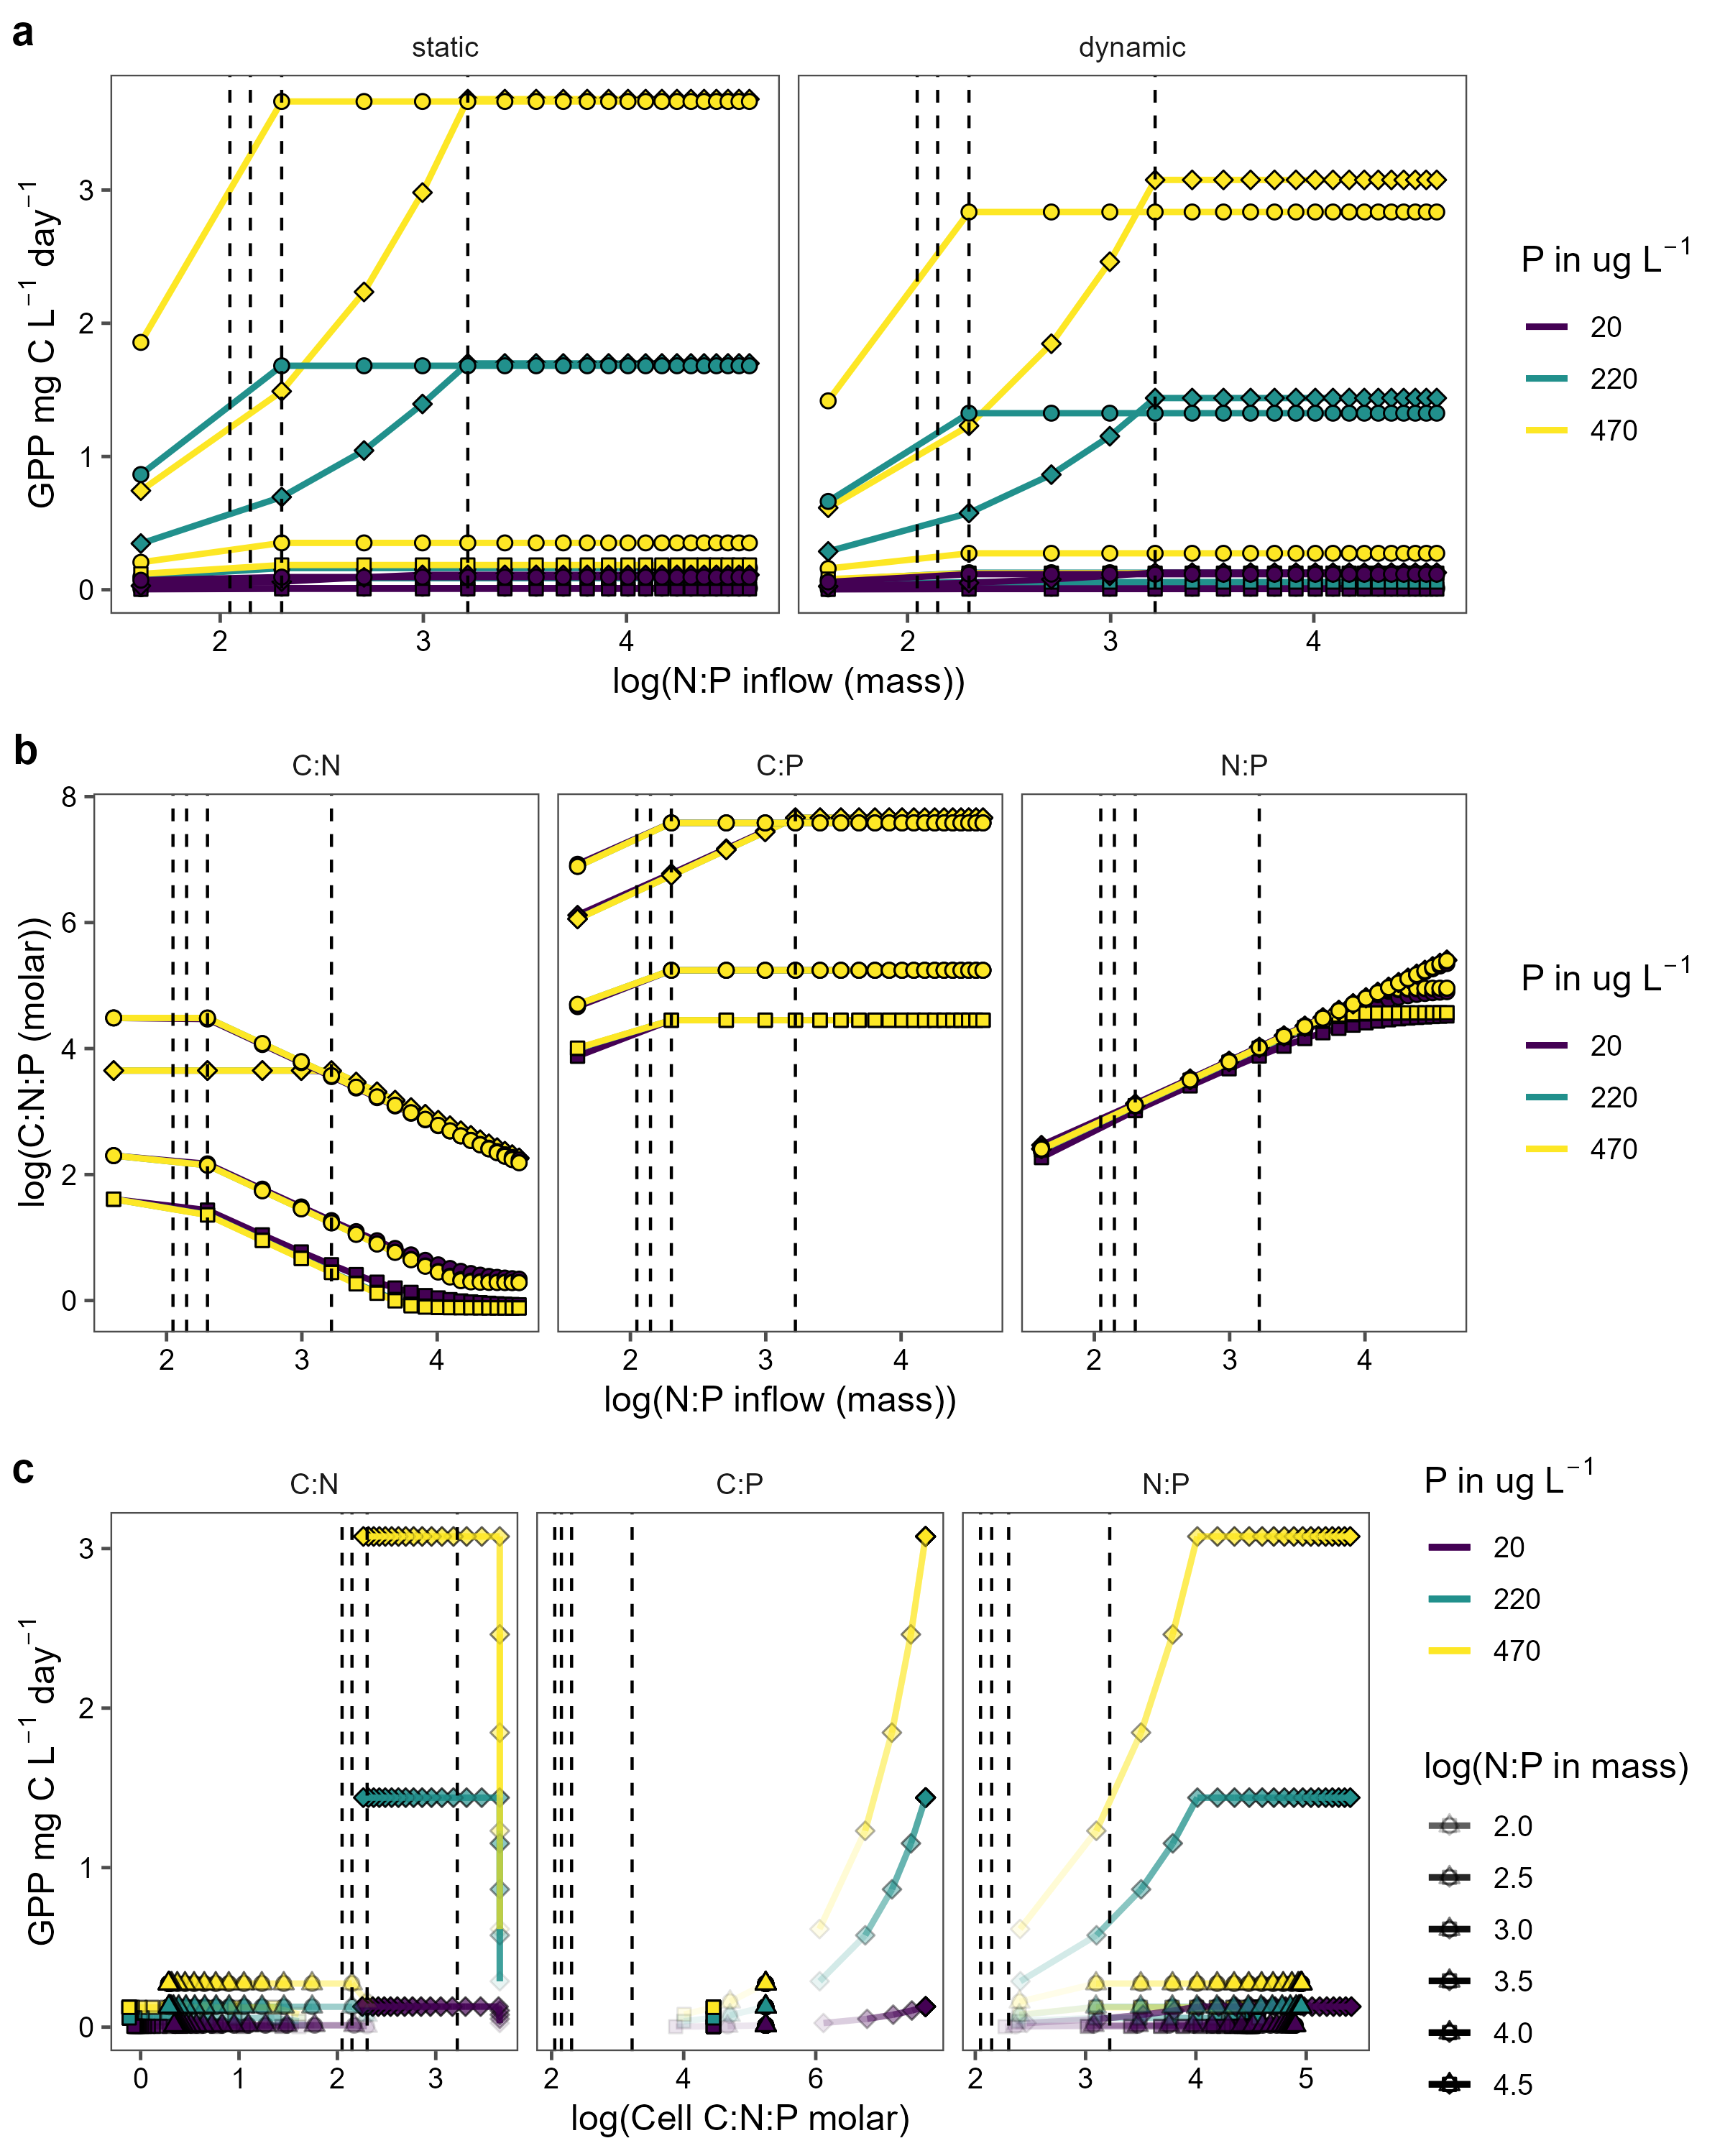 a
static dynamic
GPP mg C L−1 day−1
3
2
1
0
2 3 4 2 3 4
log(N:P inflow (mass))
P in ug L−1
20
220
470
b
C:N C:P N:P
log(C:N:P (molar))
8
6
4
2
0
2 3 4 2 3 4 2 3 4
log(N:P inflow (mass))
P in ug L−1
20
220
470
c
C:N C:P N:P
GPP mg C L−1 day−1
3
2
1
0
0 1 2 3 2 4 6 2 3 4 5
log(Cell C:N:P molar)
P in ug L−1
20
220
470
log(N:P in mass)
2.0
2.5
3.0
3.5
4.0
4.5